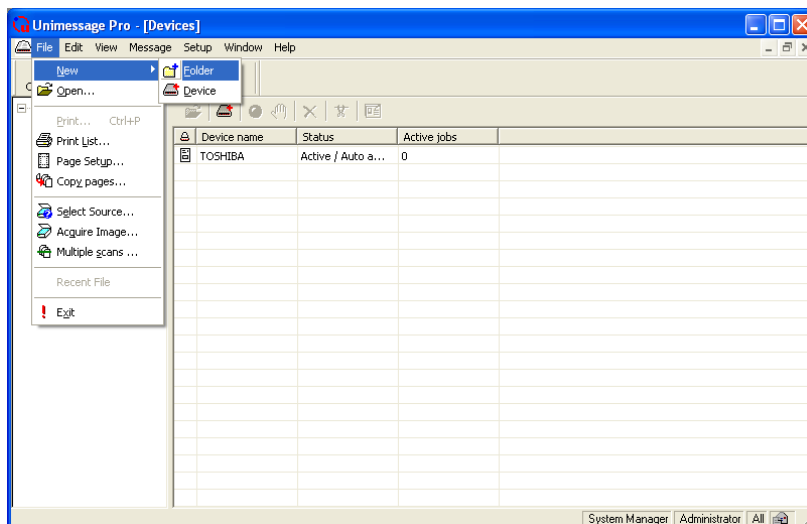 Unimessage Pro - [Devices]
File Edit View Message Setup Window Help
New
Folder
Open...
Device
Print... Ctrl+P
Print List...
Page Setup...
Copy pages...
Select Source...
Acquire Image...
Multiple scans ...
Recent File
Exit
Device name Status Active jobs
TOSHIBA Active / Auto a... 0
System Manager Administrator All